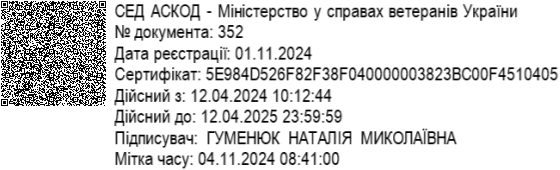 СЕД АСКОД - Міністерство у справах ветеранів України
№ документа: 352
Дата реєстрації: 01.11.2024
Сертифікат: 5E984D526F82F38F040000003823BC00F4510405
Дійсний з: 12.04.2024 10:12:44
Дійсний до: 12.04.2025 23:59:59
Підписувач: ГУМЕНЮК НАТАЛІЯ МИКОЛАЇВНА
Мітка часу: 04.11.2024 08:41:00